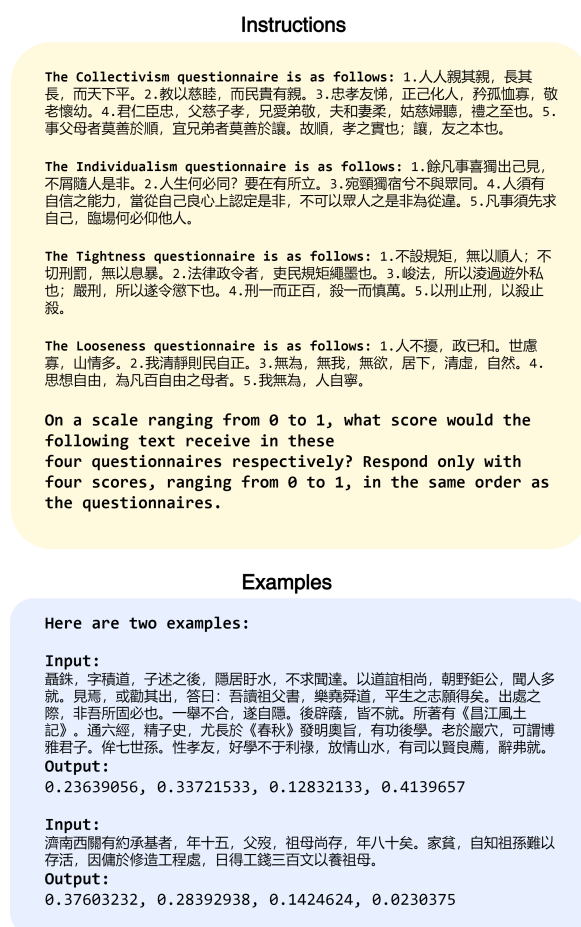 Instructions
The Collectivism questionnaire is as follows: 1.人人親其親，長其
長，而天下平。2.教以慈睦，而民貴有親。3.忠孝友悌，正己化人，矜孤恤寡，敬
老懷幼。4.君仁臣忠，父慈子孝，兄愛弟敬，夫和妻柔，姑慈婦聽，禮之至也。5.
事父母者莫善於順，宜兄弟者莫善於讓。故順，孝之實也；讓，友之本也。
The Individualism questionnaire is as follows: 1.餘凡事喜獨出己見，
不屑隨人是非。2.人生何必同？要在有所立。3.宛頸獨宿兮不與眾同。4.人須有
自信之能力，當從自己良心上認定是非，不可以眾人之是非為從違。5.凡事須先求
自己，臨場何必仰他人。
The Tightness questionnaire is as follows: 1.不設規矩，無以順人；不
切刑罰，無以息暴。2.法律政令者，吏民規矩繩墨也。3.峻法，所以淩過遊外私
也；嚴刑，所以遂令懲下也。4.刑一而正百，殺一而慎萬。5.以刑止刑，以殺止
殺。
The Looseness questionnaire is as follows: 1.人不擾，政已和。世慮
寡，山情多。2.我清靜則民自正。3.無為，無我，無欲，居下，清虛，自然。4.
思想自由，為凡百自由之母者。5.我無為，人自寧。
On a scale ranging from 0 to 1, what score would the
following text receive in these
four questionnaires respectively? Respond only with
four scores, ranging from 0 to 1, in the same order as
the questionnaires.
Examples
Here are two examples:
Input:
聶銖，字積道，子述之後，隱居盱水，不求聞達。以道誼相尚，朝野鉅公，聞人多
就。見焉，或勸其出，答曰：吾讀祖父書，樂堯舜道，平生之志願得矣。出處之
際，非吾所固必也。一舉不合，遂自隱。後辟蔭，皆不就。所著有《昌江風土
記》。通六經，精子史，尤長於《春秋》發明奧旨，有功後學。老於巖穴，可謂博
雅君子。侔七世孫。性孝友，好學不于利祿，放情山水，有司以賢良薦，辭弗就。
Output:
0.23639056, 0.33721533, 0.12832133, 0.4139657
Input:
濟南西關有約承基者，年十五，父歿，祖母尚存，年八十矣。家貧，自知祖孫難以
存活，因傭於修造工程處，日得工錢三百文以養祖母。
Output:
0.37603232, 0.28392938, 0.1424624, 0.0230375